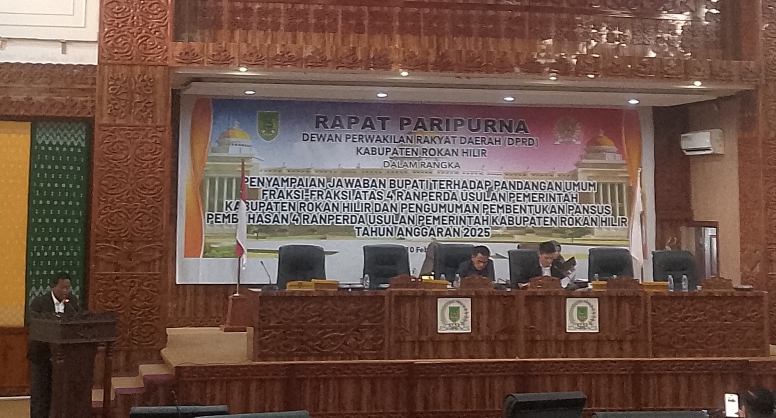 RAPAT PARIPURNA
DEWAN PERWAKILAN RAKYAT DAERAH (DPRD)
KABUPATEN ROKAN HILIR
DALAM RANGKA
PENYAMPAIAN JAWABAN BUPATI TERHADAP PANDANGAN UMUM
FRAKSI-FRAKSI ATAS 4 RANPERDA USULAN PEMERINTAH
KABUPATEN ROKAN HILIR DAN PENGUMUMAN PEMBENTUKAN PANSUS
PEMBAHASAN 4 RANPERDA USULAN PEMERINTAH KABUPATEN ROKAN HILIR
TAHUN ANGGARAN 2025